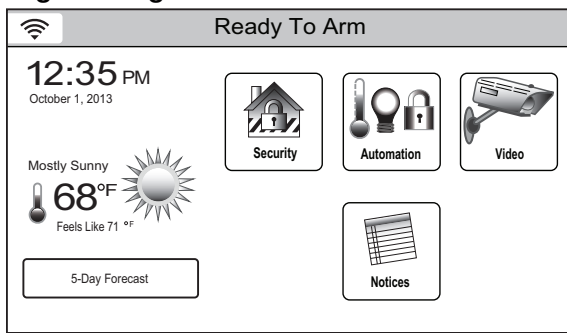 Ready To Arm
12:35 PM
October 1, 2013
Security
Automation
Video
Mostly Sunny
68°F
Feels Like 71 °F
5-Day Forecast
Notices